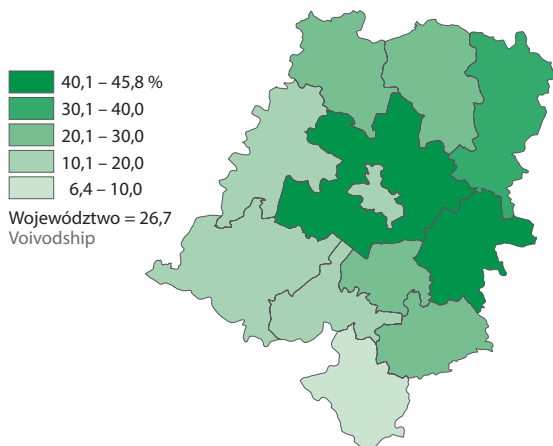 40,1 – 45,8 %
30,1 – 40,0
20,1 – 30,0
10,1 – 20,0
6,4 – 10,0
Województwo = 26,7
Voivodship